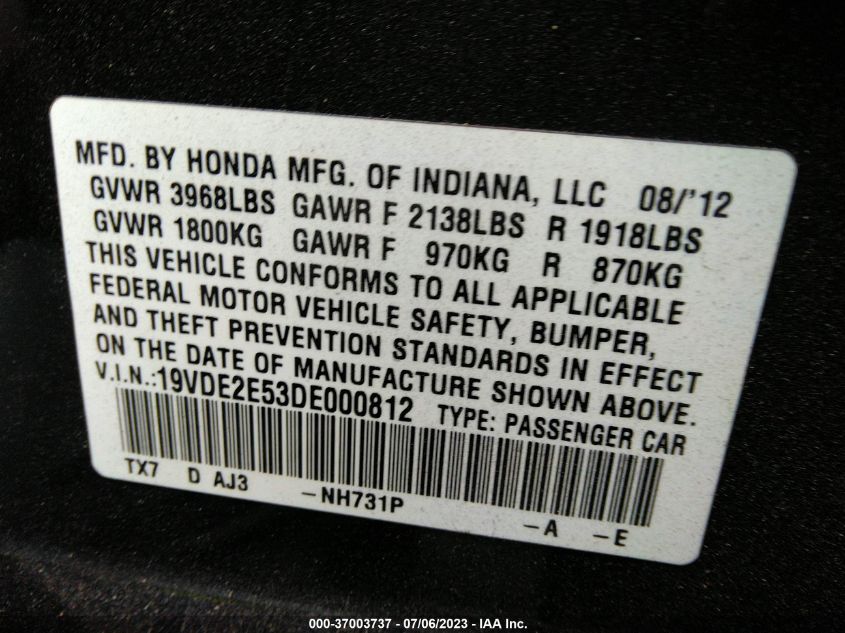 MFD. BY HONDA MFG. OF INDIANA, LLC 08/'12
GVWR 3968LBS GAWR F 2138LBS R 1918LBS
GVWR 1800KG GAWR F 970KG R 870KG
THIS VEHICLE CONFORMS TO ALL APPLICABLE
FEDERAL MOTOR VEHICLE SAFETY, BUMPER,
AND THEFT PREVENTION STANDARDS IN EFFECT
ON THE DATE OF MANUFACTURE SHOWN ABOVE.
V.I.N.:19VDE2E53DE000812 TYPE: PASSENGER CAR
TX7 D AJ3 -NH731P -A -E
000-37003737 - 07/06/2023 - IAA Inc.